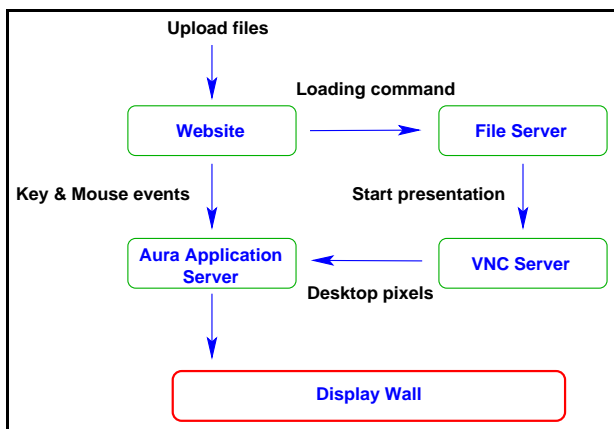 Upload files
Loading command
Website
File Server
Key & Mouse events
Start presentation
Aura Application
Server
VNC Server
Desktop pixels
Display Wall